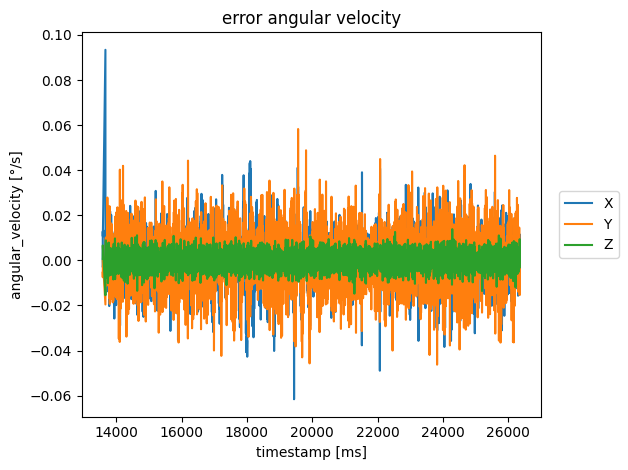 error angular velocity
angular_velocity [°/s]
0.10
0.08
0.06
0.04
0.02
0.00
−0.02
−0.04
−0.06
14000 16000 18000 20000 22000 24000 26000
timestamp [ms]
X
Y
Z